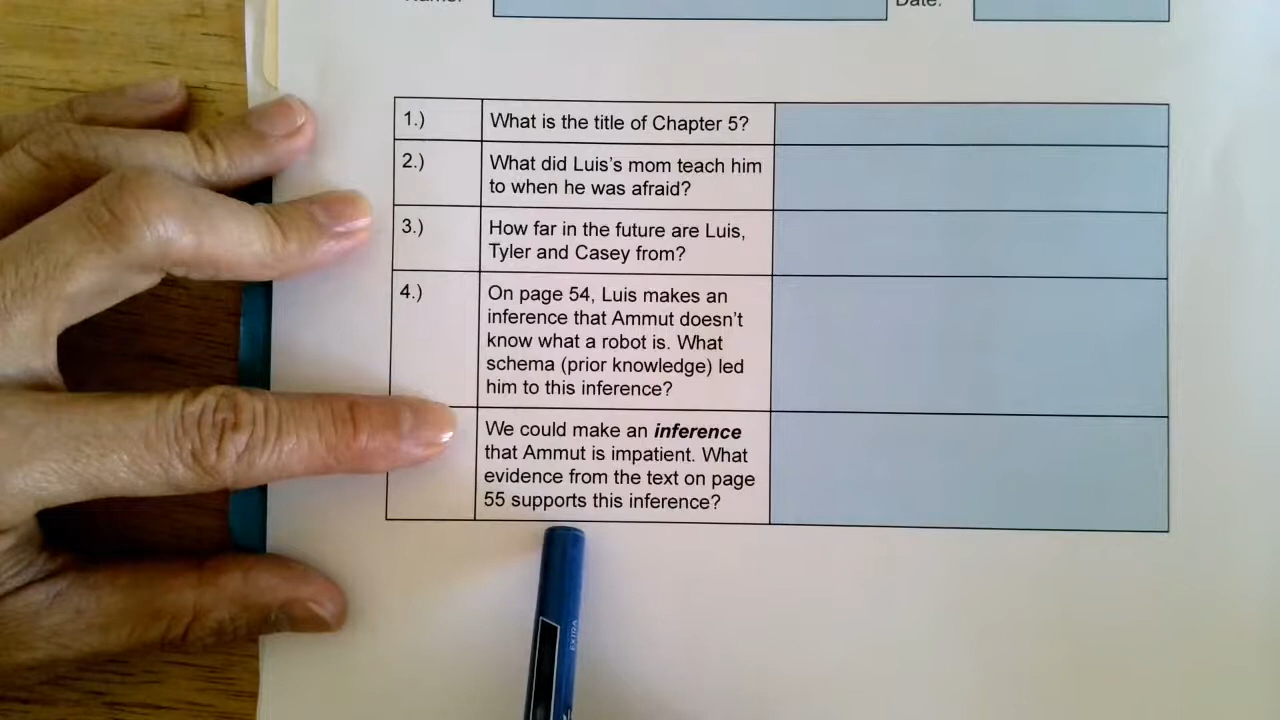 Name:
Date:
1.)
What is the title of Chapter 5?
2.)
What did Luis's mom teach him
to when he was afraid?
3.)
How far in the future are Luis,
Tyler and Casey from?
4.)
On page 54, Luis makes an
inference that Ammut doesn't
know what a robot is. What
schema (prior knowledge) led
him to this inference?
We could make an inference
that Ammut is impatient. What
evidence from the text on page
55 supports this inference?
EXTRA